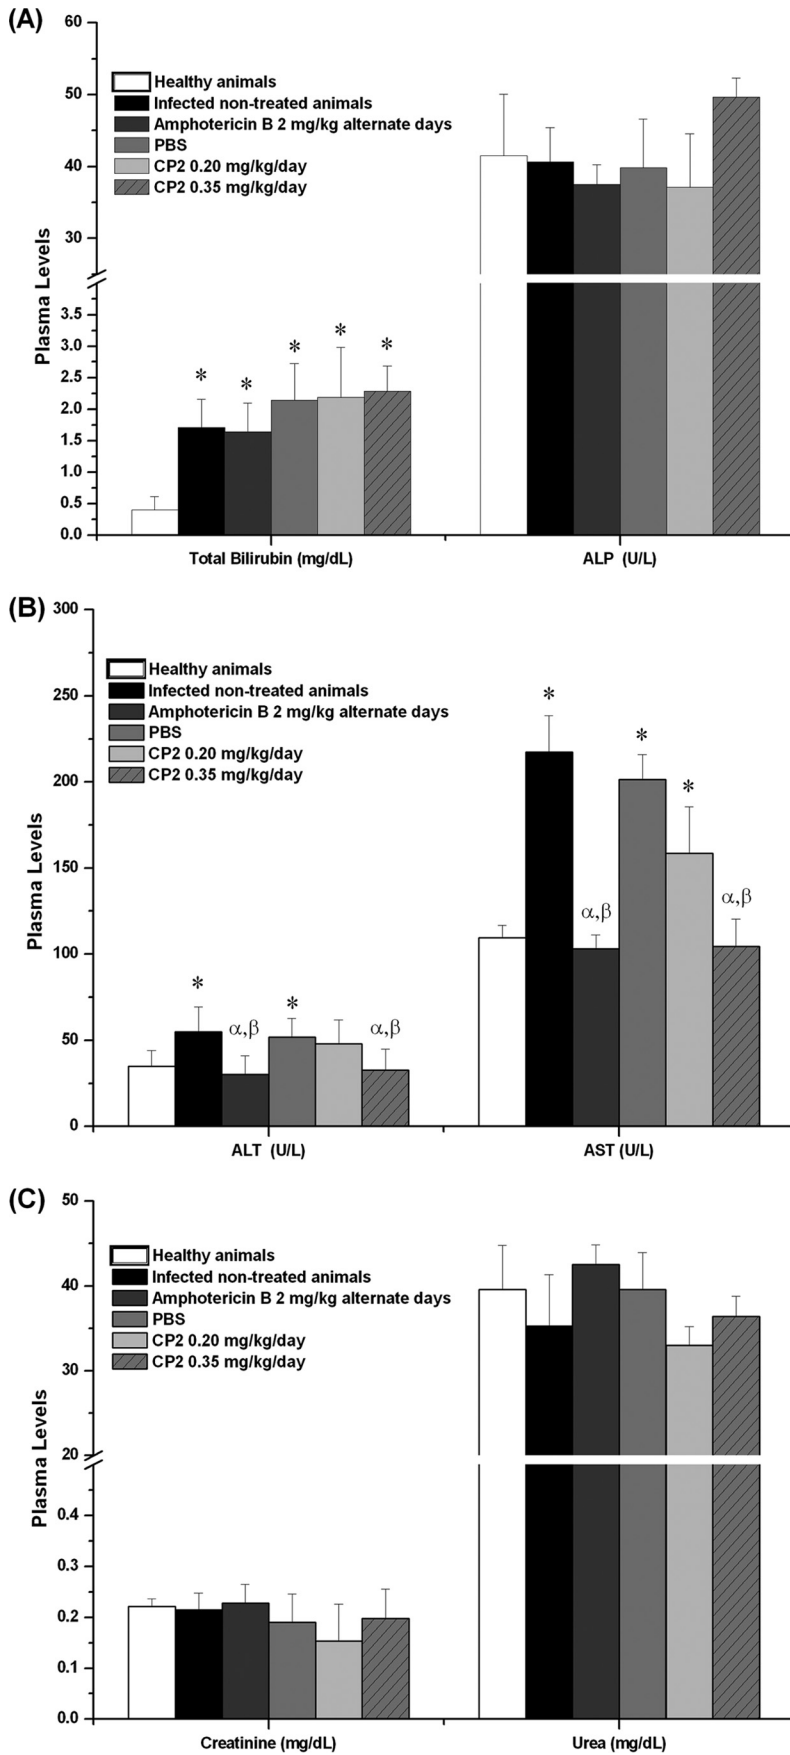 (A)
60
50
40
30
3.5
3.0
2.5
2.0
1.5
1.0
0.5
0.0
Plasma Levels
Healthy animals
Infected non-treated animals
Amphotericin B 2 mg/kg alternate days
PBS
CP2 0.20 mg/kg/day
CP2 0.35 mg/kg/day
* * * * *
Total Bilirubin (mg/dL) ALP (U/L)
(B)
300
250
200
150
100
50
0
Plasma Levels
Healthy animals
Infected non-treated animals
Amphotericin B 2 mg/kg alternate days
PBS
CP2 0.20 mg/kg/day
CP2 0.35 mg/kg/day
* α,β * α,β
* α,β * * α,β
ALT (U/L) AST (U/L)
(C)
50
40
30
20
0.4
0.3
0.2
0.1
0.0
Plasma Levels
Healthy animals
Infected non-treated animals
Amphotericin B 2 mg/kg alternate days
PBS
CP2 0.20 mg/kg/day
CP2 0.35 mg/kg/day
Creatinine (mg/dL) Urea (mg/dL)